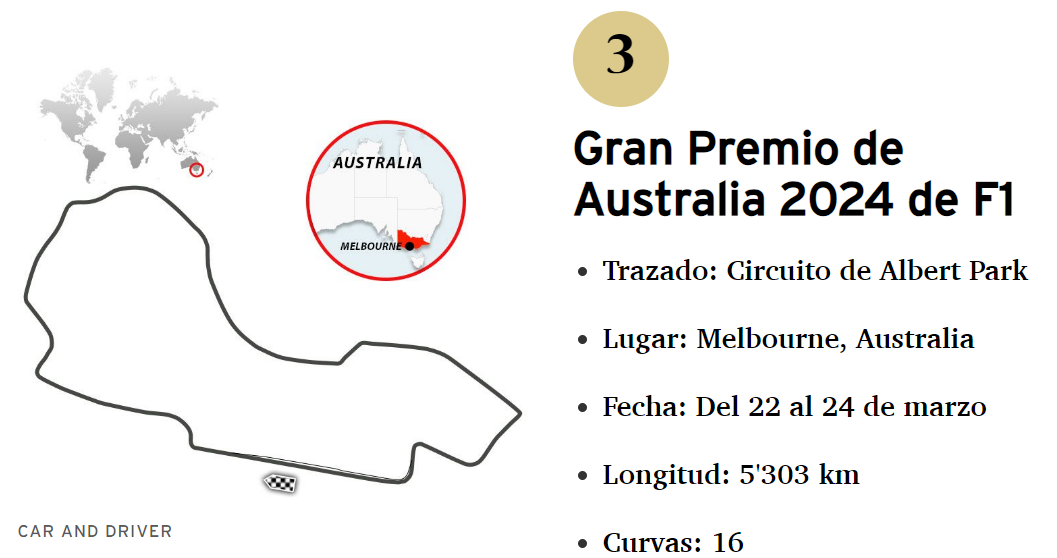 3
Gran Premio de
Australia 2024 de F1
AUSTRALIA
MELBOURNE
• Trazado: Circuito de Albert Park
• Lugar: Melbourne, Australia
• Fecha: Del 22 al 24 de marzo
• Longitud: 5'303 km
• Curvas: 16
CAR AND DRIVER